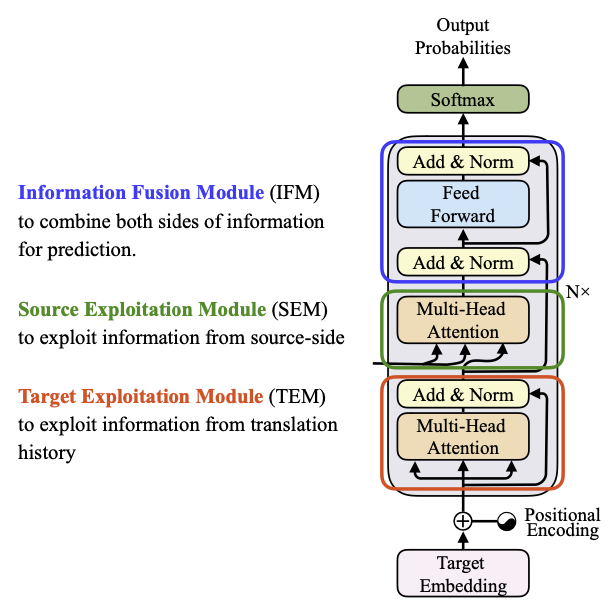 Output
Probabilities
Softmax
Add & Norm
Feed
Forward
Add & Norm
Information Fusion Module (IFM)
to combine both sides of information
for prediction.
N×
Source Exploitation Module (SEM)
to exploit information from source-side
Multi-Head
Attention
Target Exploitation Module (TEM)
to exploit information from translation
history
Add & Norm
Multi-Head
Attention
Positional
Encoding
Target
Embedding